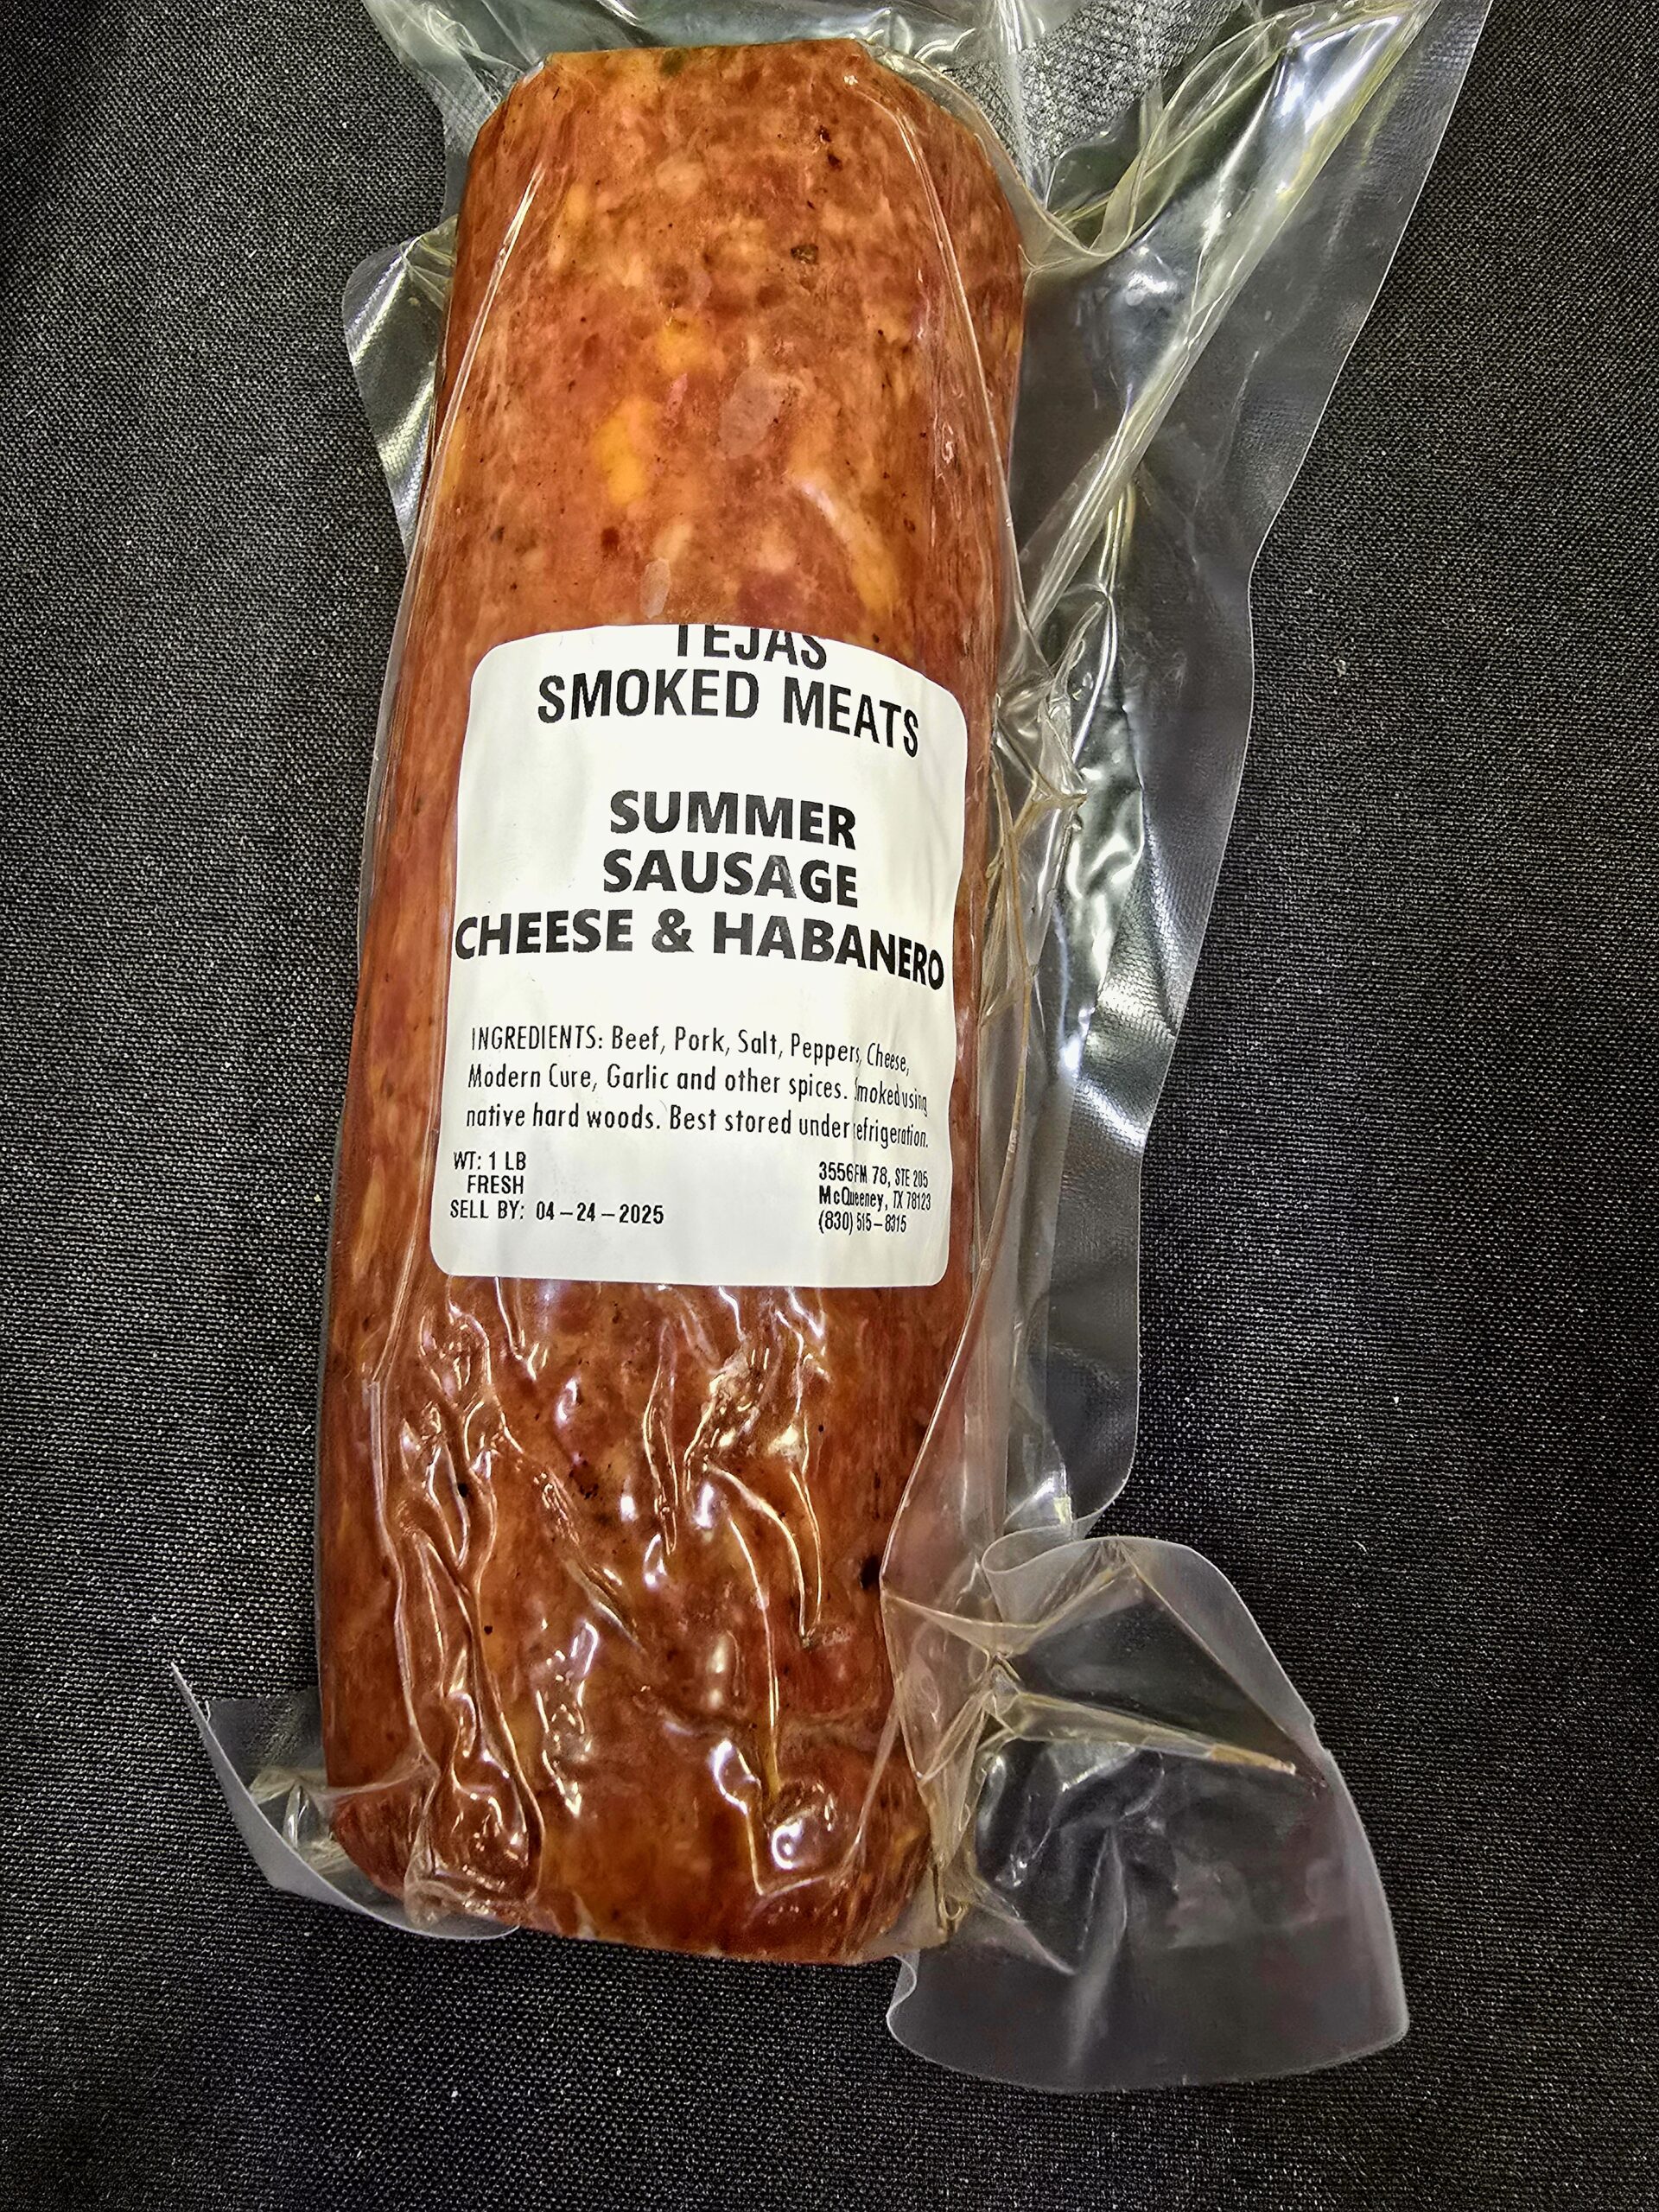 TEJAS
SMOKED MEATS
SUMMER
SAUSAGE
CHEESE & HABANERO
INGREDIENTS: Beef, Pork, Salt, Peppers, Cheese,
Modern Cure, Garlic and other spices. Smoked using
native hard woods. Best stored under refrigeration.
WT: 1 LB
FRESH
SELL BY: 04-24-2025
3556 FM 78, STE 205
McQueeney, TX 78123
(830) 515-8315